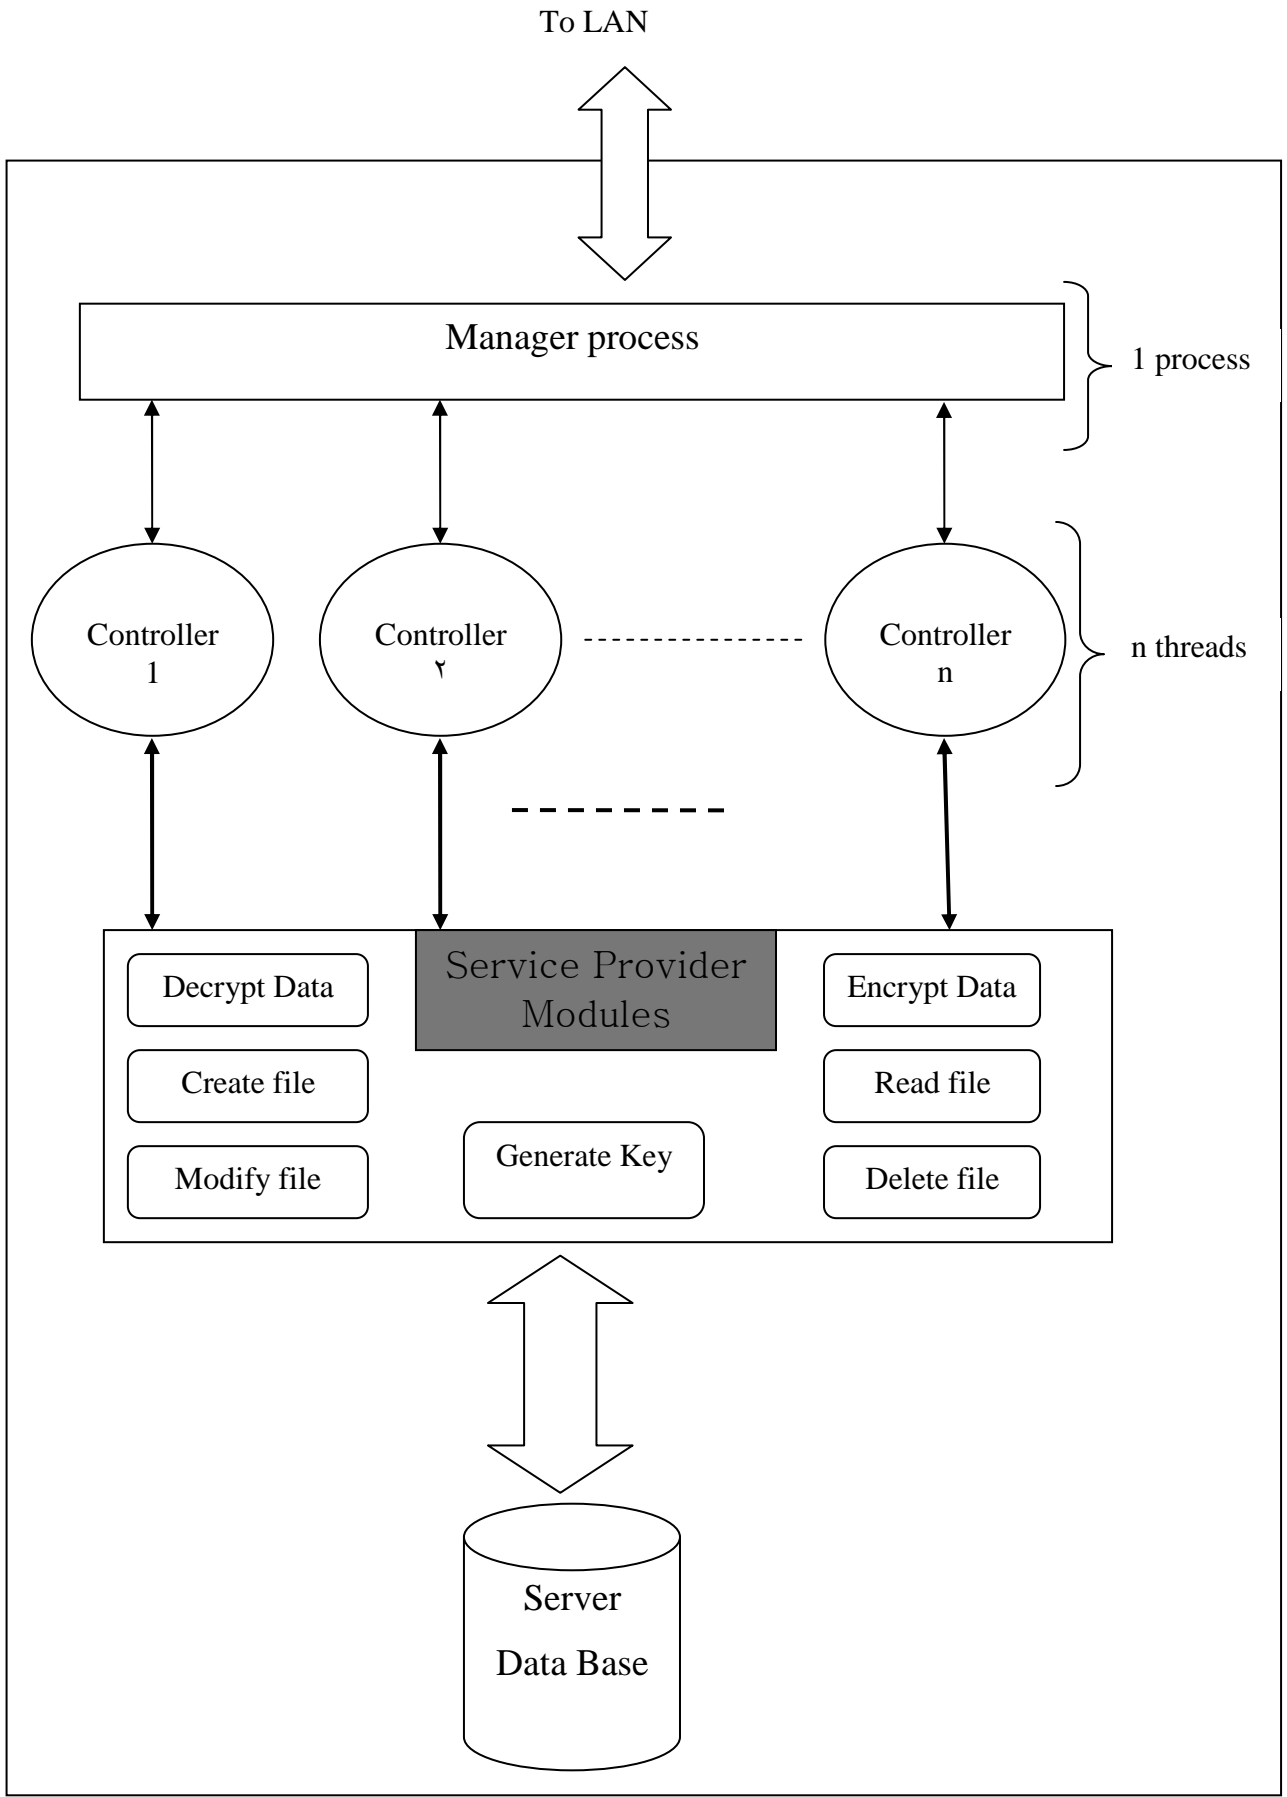 To LAN
Manager process
1 process
Controller
1
Controller
٢
Controller
n
n threads
Service Provider
Modules
Decrypt Data
Encrypt Data
Create file
Read file
Generate Key
Modify file
Delete file
Server
Data Base